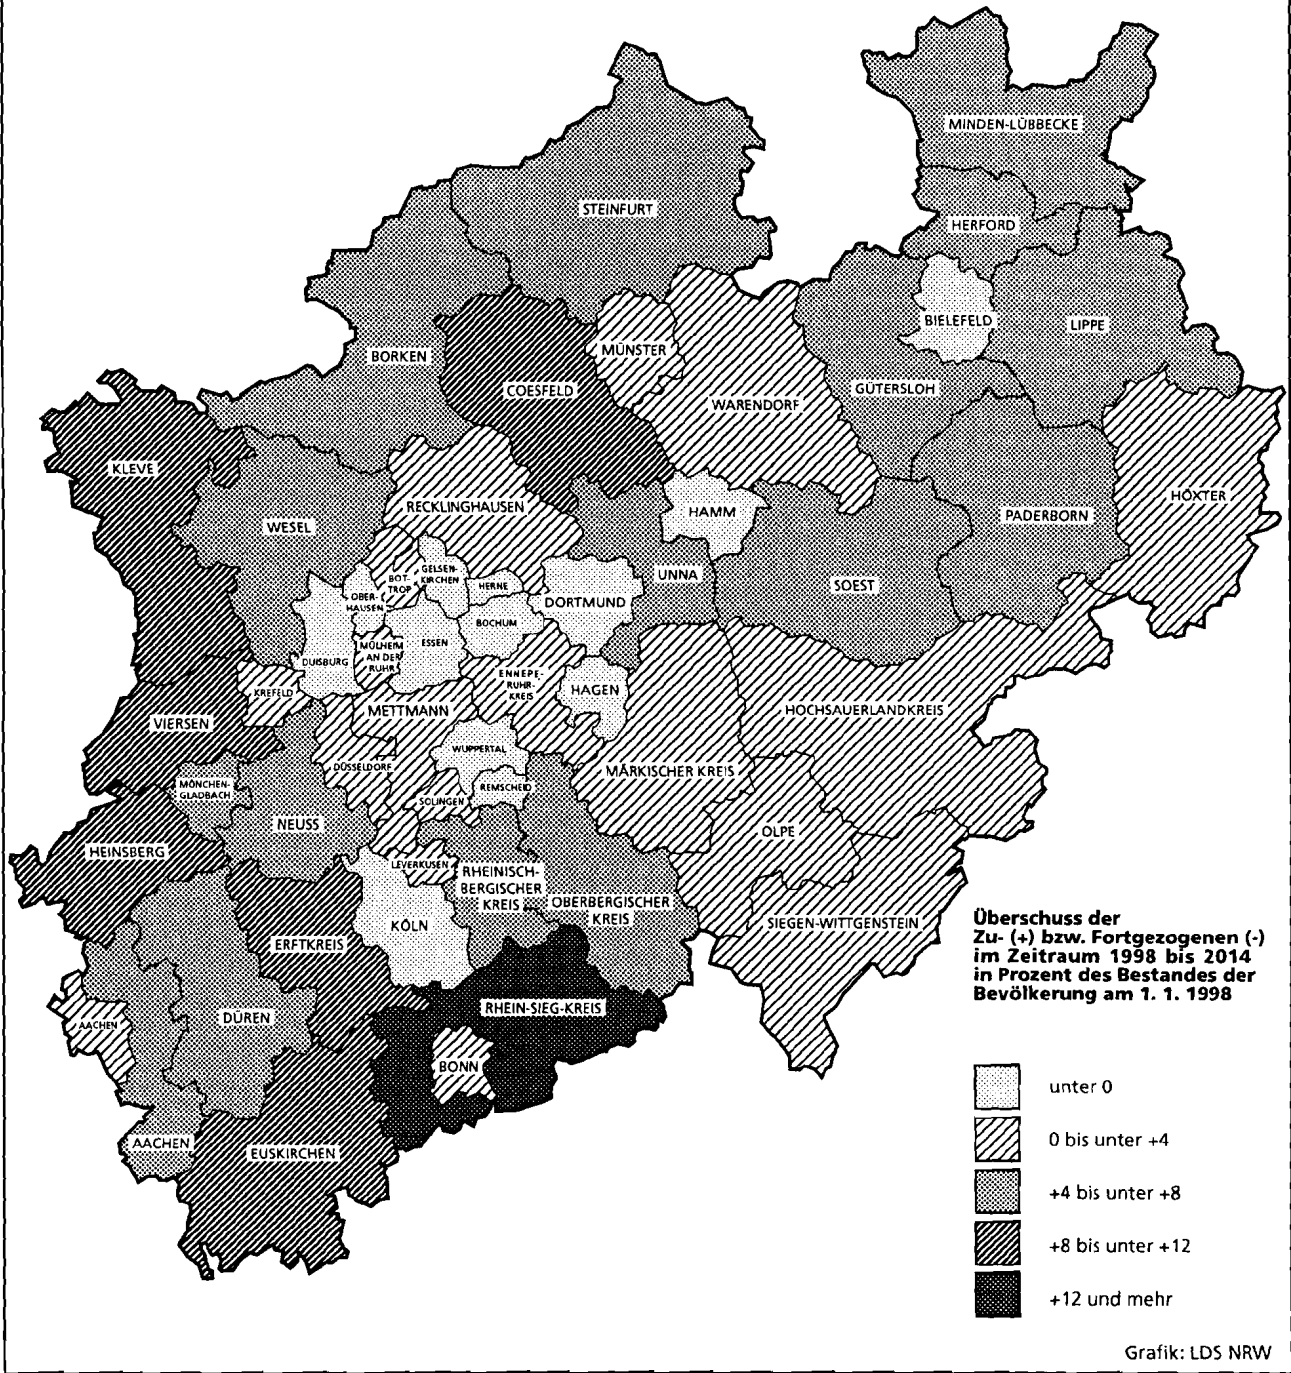 MINDEN-LÜBBECKE
STEINFURT
HERFORD
BIELEFELD
LIPPE
MÜNSTER
BORKEN
COESFELD
GÜTERSLOH
WARENDORF
KLEVE
HÖXTER
RECKLINGHAUSEN
HAMM
PADERBORN
WESEL
GELSEN-
KIRCHEN
BOT-
TROP
HERNE
UNNA
SOEST
OBER-
HAUSEN
DORTMUND
BOCHUM
ESSEN
MÜLHEIM
AN DER
RUHR
DUISBURG
ENNEPE-
RUHR-
KREIS
HAGEN
KREFELD
METTMANN
HOCHSAUERLANDKREIS
VIERSEN
WUPPERTAL
DÜSSELDORF
MÄRKISCHER KREIS
MÖNCHEN-
GLADBACH
REMSCHEID
SOLINGEN
NEUSS
OLPE
HEINSBERG
LEVERKUSEN
RHEINISCH-
BERGISCHER
KREIS
OBERBERGISCHER
KREIS
KÖLN
SIEGEN-WITTGENSTEIN
ERFTKREIS
RHEIN-SIEG-KREIS
DÜREN
AACHEN
BONN
AACHEN
EUSKIRCHEN
Überschuss der
Zu- (+) bzw. Fortgezogenen (-)
im Zeitraum 1998 bis 2014
in Prozent des Bestandes der
Bevölkerung am 1. 1. 1998
unter 0
0 bis unter +4
+4 bis unter +8
+8 bis unter +12
+12 und mehr
Grafik: LDS NRW